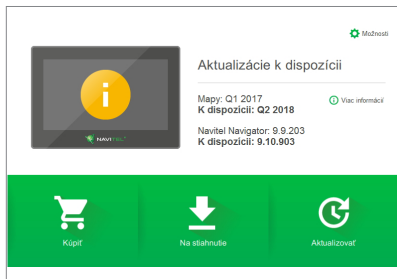 Možnosti
Aktualizácie k dispozícii
Mapy: Q1 2017
K dispozícii: Q2 2018
Viac informácií
Navitel Navigator: 9.9.203
K dispozícii: 9.10.903
NAVITEL
Kúpiť
Na stiahnutie
Aktualizovať